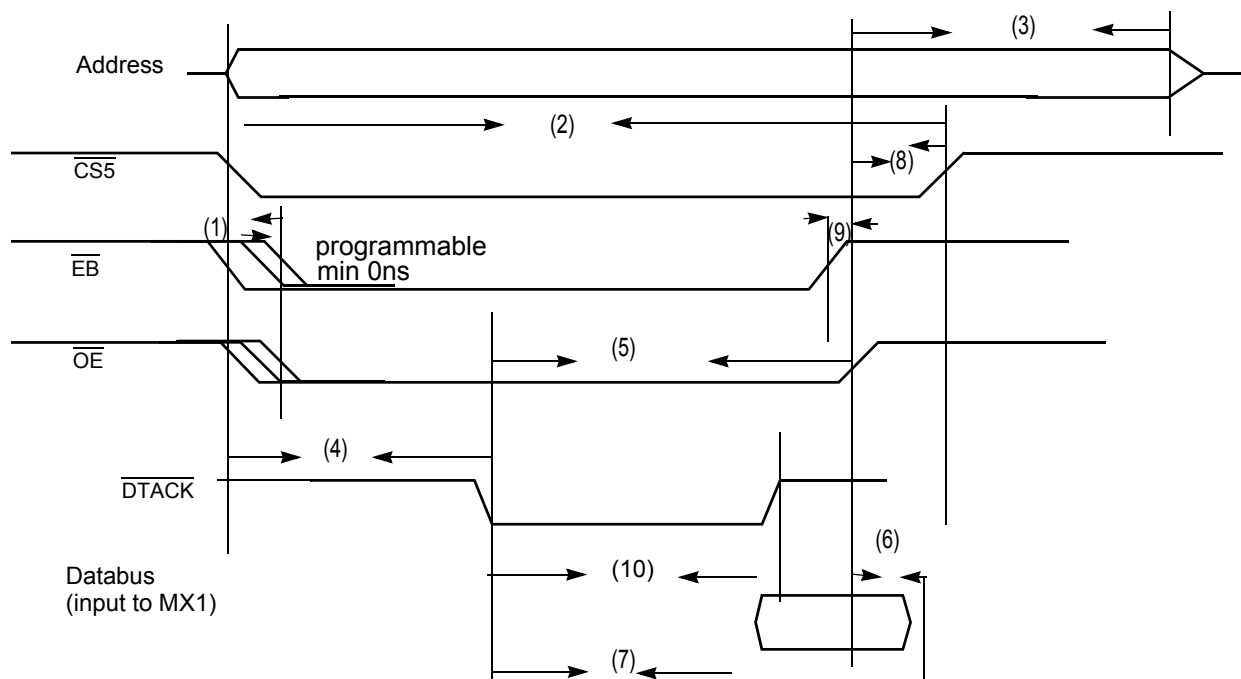 (3)
Address
(2)
CS5
(8)
(1)
(9)
programmable
min 0ns
EB
(5)
OE
(4)
DTACK
(6)
Databus
(input to MX1)
(10)
(7)